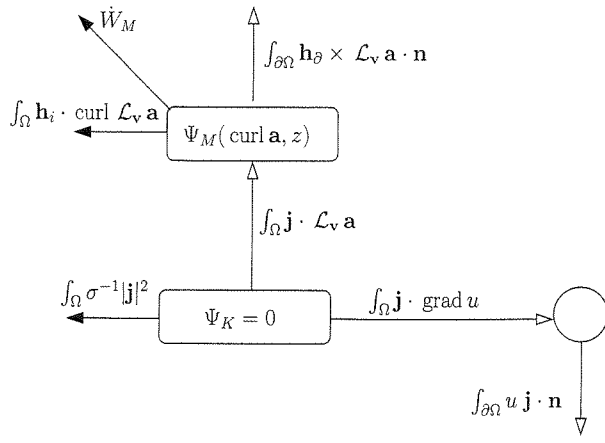 Ẇ_M
∫_{∂Ω} 𝐡_∂ × ℒ_𝐯 𝐚 · 𝐧
∫_Ω 𝐡_i · curl ℒ_𝐯 𝐚
Ψ_M( curl 𝐚, z)
∫_Ω 𝐣 · ℒ_𝐯 𝐚
∫_Ω σ^{−1}|𝐣|^2
Ψ_K = 0
∫_Ω 𝐣 · grad u
∫_{∂Ω} u 𝐣 · 𝐧